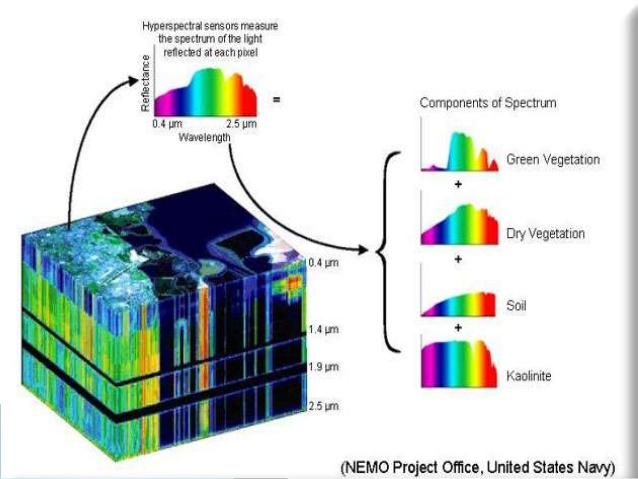 Hyperspectral sensors measure
the spectrum of the light
reflected at each pixel
Reflectance
=
0.4 µm 2.5 µm
Wavelength
Components of Spectrum
Green Vegetation
+
Dry Vegetation
+
Soil
+
Kaolinite
0.4 µm
1.4 µm
1.9 µm
2.5 µm
(NEMO Project Office, United States Navy)